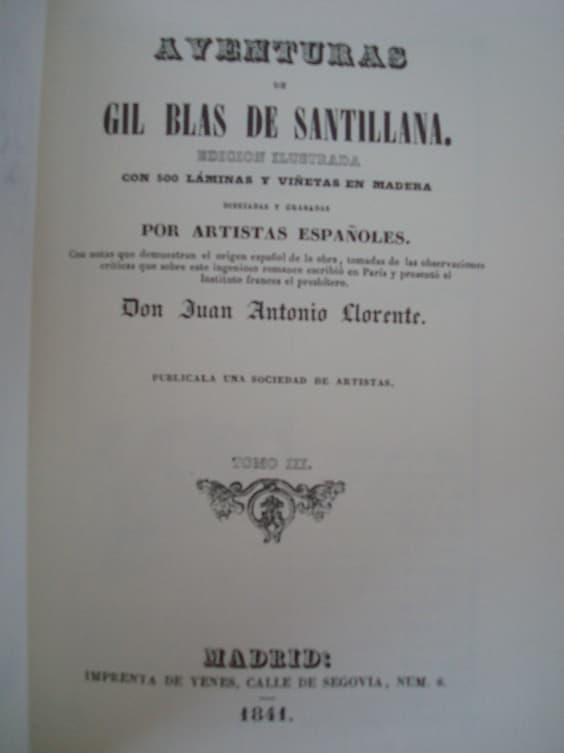 AVENTURAS
DE
GIL BLAS DE SANTILLANA.
EDICION ILUSTRADA
CON 500 LÁMINAS Y VIÑETAS EN MADERA
DISEÑADAS Y GRABADAS
POR ARTISTAS ESPAÑOLES.
Con notas que demuestran el origen español de la obra, tomadas de las observaciones
críticas que sobre este ingenioso romance escribió en París y presentó al
Instituto frances el presbítero.
Don Juan Antonio Llorente.
PUBLICALA UNA SOCIEDAD DE ARTISTAS.
TOMO III.
MADRID:
IMPRENTA DE YENES, CALLE DE SEGOVIA, NUM. 6.
1841.